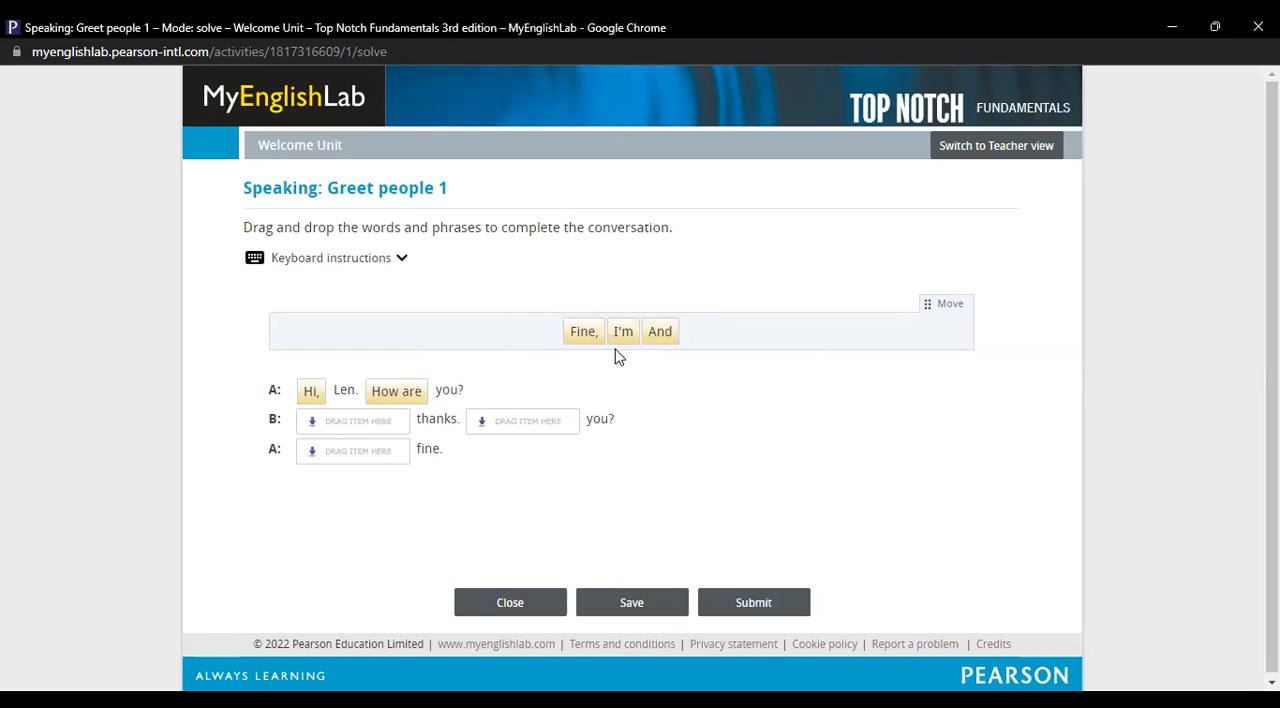 Speaking: Greet people 1 – Mode: solve – Welcome Unit – Top Notch Fundamentals 3rd edition – MyEnglishLab - Google Chrome
myenglishlab.pearson-intl.com/activities/1817316609/1/solve
MyEnglishLab TOP NOTCH FUNDAMENTALS
Welcome Unit Switch to Teacher view
Speaking: Greet people 1
Drag and drop the words and phrases to complete the conversation.
Keyboard instructions
Move
Fine, I'm And
A: Hi, Len. How are you?
B: DRAG ITEM HERE thanks. DRAG ITEM HERE you?
A: DRAG ITEM HERE fine.
Close Save Submit
© 2022 Pearson Education Limited | www.myenglishlab.com | Terms and conditions | Privacy statement | Cookie policy | Report a problem | Credits
ALWAYS LEARNING PEARSON